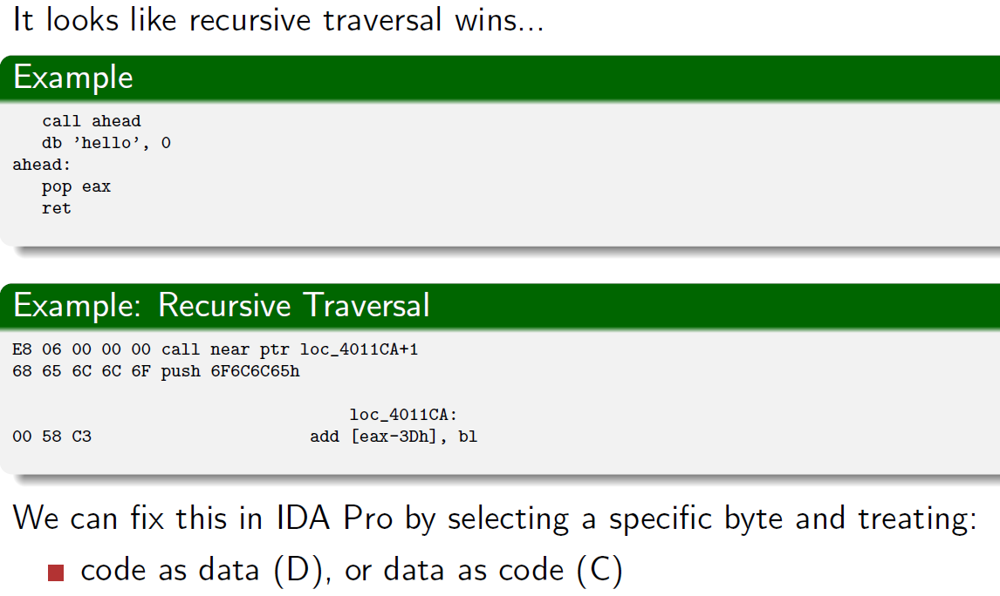 It looks like recursive traversal wins...
Example
call ahead
db ’hello’, 0
ahead:
pop eax
ret
Example: Recursive Traversal
E8 06 00 00 00 call near ptr loc_4011CA+1
68 65 6C 6C 6F push 6F6C6C65h
loc_4011CA:
00 58 C3 add [eax-3Dh], bl
We can fix this in IDA Pro by selecting a specific byte and treating:
code as data (D), or data as code (C)